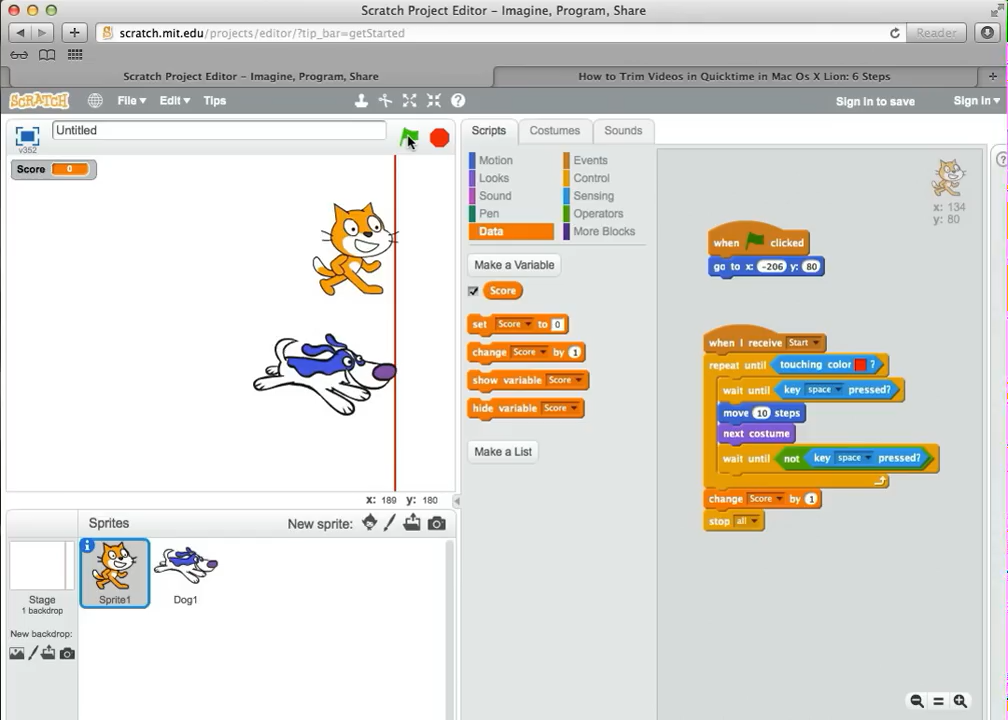 Scratch Project Editor - Imagine, Program, Share
scratch.mit.edu/projects/editor/?tip_bar=getStarted
Reader
Scratch Project Editor - Imagine, Program, Share
How to Trim Videos in Quicktime in Mac Os X Lion: 6 Steps
SCRATCH
File
Edit
Tips
Sign in to save
Sign in
v352
Untitled
Score 0
x: 189 y: 180
Sprites
New sprite:
Stage
1 backdrop
New backdrop:
Sprite1
Dog1
Scripts
Costumes
Sounds
Motion
Looks
Sound
Pen
Data
Events
Control
Sensing
Operators
More Blocks
Make a Variable
Score
set Score to 0
change Score by 1
show variable Score
hide variable Score
Make a List
x: 134
y: 80
when clicked
go to x: -206 y: 80
when I receive Start
repeat until touching color ?
wait until key space pressed?
move 10 steps
next costume
wait until not key space pressed?
change Score by 1
stop all